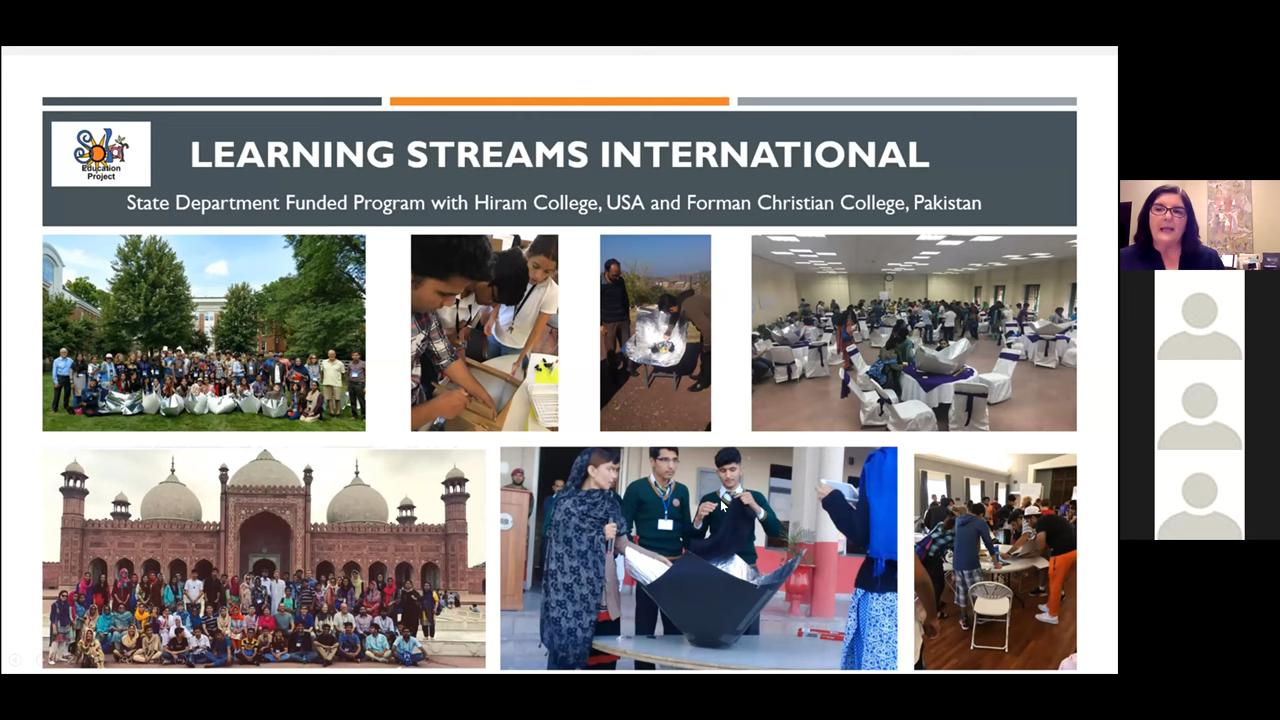 Solar
Education
Project
LEARNING STREAMS INTERNATIONAL
State Department Funded Program with Hiram College, USA and Forman Christian College, Pakistan